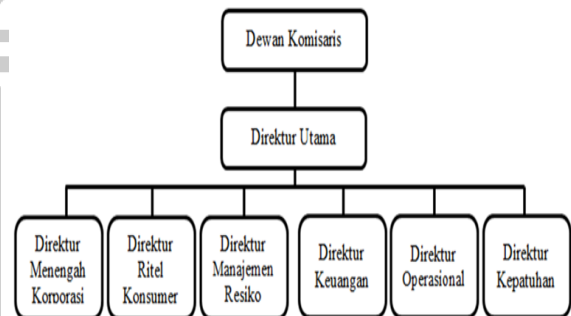 Dewan Komisaris
Direktur Utama
Direktur
Menengah
Korporasi
Direktur
Ritel
Konsumer
Direktur
Manajemen
Resiko
Direktur
Keuangan
Direktur
Operasional
Direktur
Kepatuhan